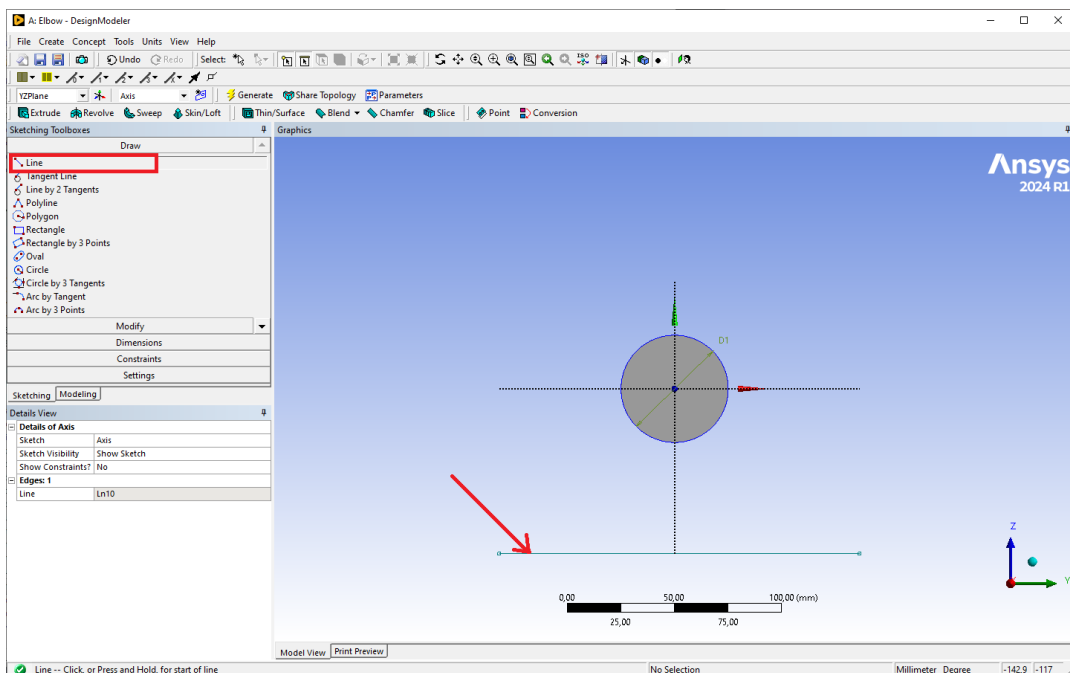 A: Elbow - DesignModeler
File Create Concept Tools Units View Help
Undo Redo Select:
YZPlane Axis Generate Share Topology Parameters
Extrude Revolve Sweep Skin/Loft Thin/Surface Blend Chamfer Slice Point Conversion
Sketching Toolboxes
Draw
Line
Tangent Line
Line by 2 Tangents
Polyline
Polygon
Rectangle
Rectangle by 3 Points
Oval
Circle
Circle by 3 Tangents
Arc by Tangent
Arc by 3 Points
Modify
Dimensions
Constraints
Settings
Sketching Modeling
Details View
Details of Axis
Sketch Axis
Sketch Visibility Show Sketch
Show Constraints? No
Edges: 1
Line Ln10
Graphics
Ansys
2024 R1
D1
Z
Y
0,00 50,00 100,00 (mm)
25,00 75,00
Model View Print Preview
Line -- Click, or Press and Hold, for start of line No Selection Millimeter Degree -142.9 -117